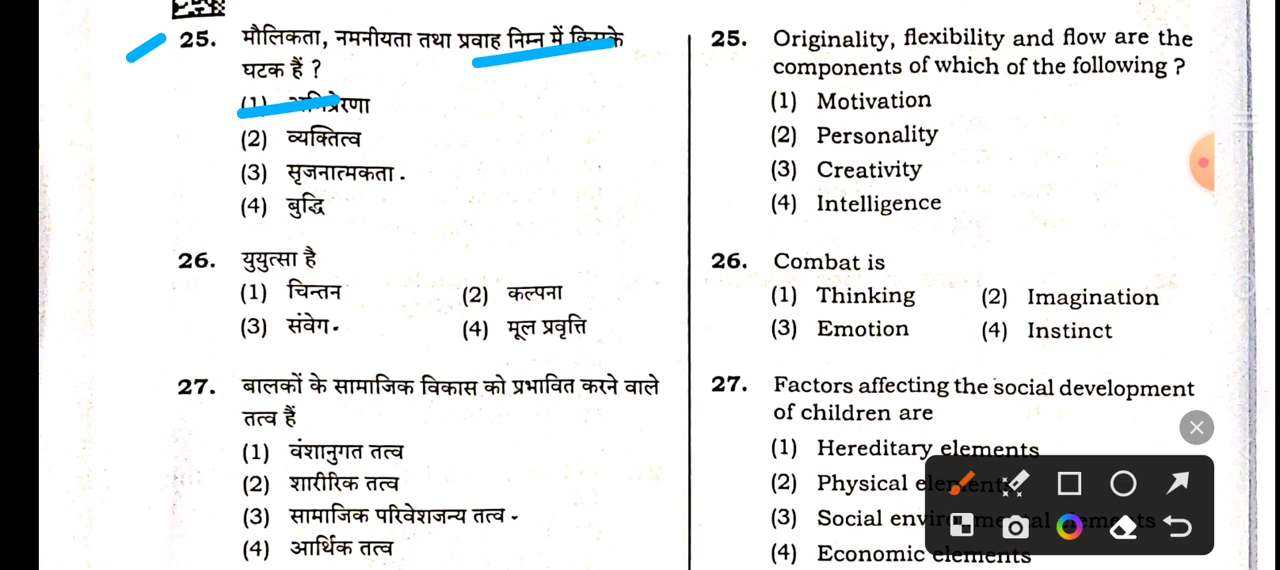 25. मौलिकता, नमनीयता तथा प्रवाह निम्न में किसके
घटक हैं ?
(1) अभिप्रेरणा
(2) व्यक्तित्व
(3) सृजनात्मकता .
(4) बुद्धि
26. युयुत्सा है
(1) चिन्तन (2) कल्पना
(3) संवेग. (4) मूल प्रवृत्ति
27. बालकों के सामाजिक विकास को प्रभावित करने वाले
तत्व हैं
(1) वंशानुगत तत्व
(2) शारीरिक तत्व
(3) सामाजिक परिवेशजन्य तत्व -
(4) आर्थिक तत्व
25. Originality, flexibility and flow are the
components of which of the following ?
(1) Motivation
(2) Personality
(3) Creativity
(4) Intelligence
26. Combat is
(1) Thinking (2) Imagination
(3) Emotion (4) Instinct
27. Factors affecting the social development
of children are
(1) Hereditary elements
(2) Physical elements
(3) Social environmental elements
(4) Economic elements